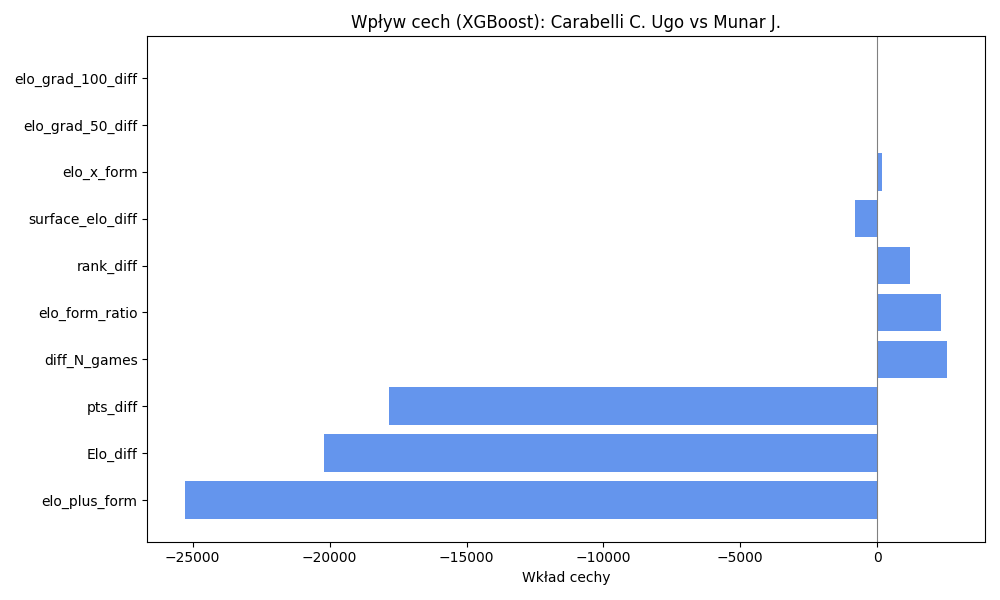 Wpływ cech (XGBoost): Carabelli C. Ugo vs Munar J.
elo_grad_100_diff
elo_grad_50_diff
elo_x_form
surface_elo_diff
rank_diff
elo_form_ratio
diff_N_games
pts_diff
Elo_diff
elo_plus_form
−25000 −20000 −15000 −10000 −5000 0
Wkład cechy